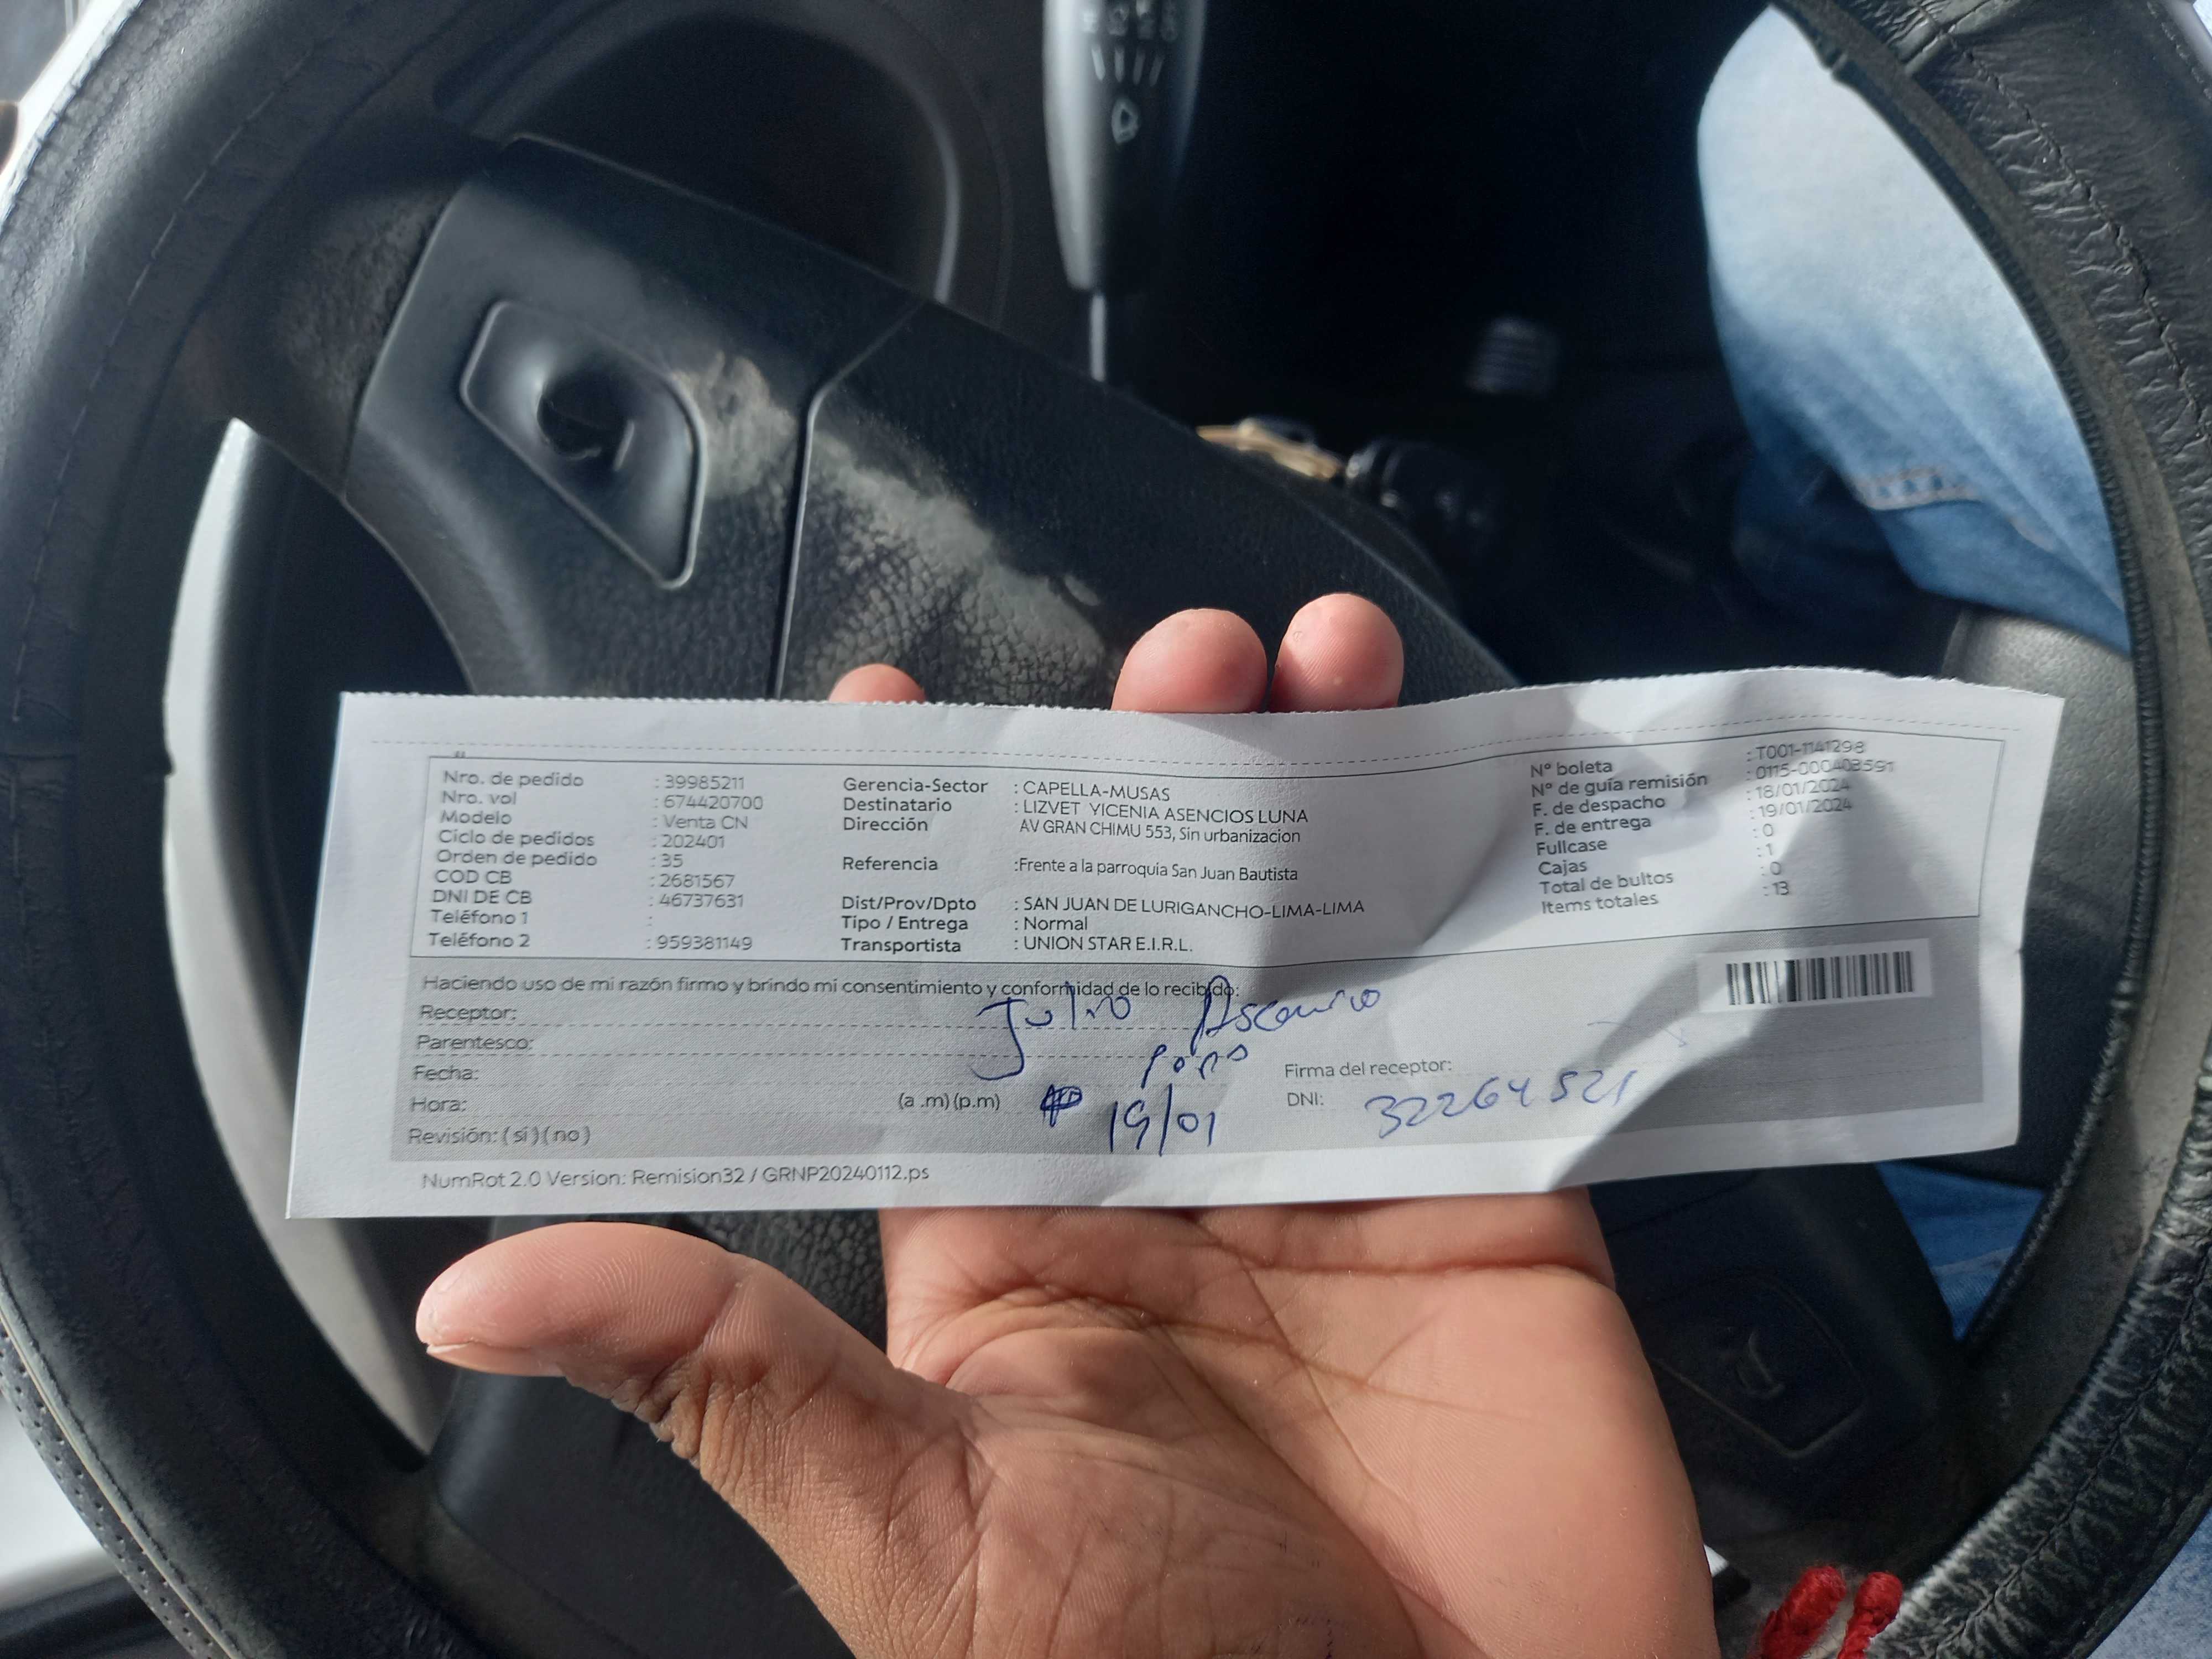 Nro. de pedido : 39985211
Nro. vol : 674420700
Modelo : Venta CN
Ciclo de pedidos : 202401
Orden de pedido : 35
COD CB : 2681567
DNI DE CB : 46737631
Teléfono 1 :
Teléfono 2 : 959381149
Gerencia-Sector : CAPELLA-MUSAS
Destinatario : LIZVET YICENIA ASENCIOS LUNA
Dirección AV GRAN CHIMU 553, Sin urbanizacion
Referencia :Frente a la parroquia San Juan Bautista
Dist/Prov/Dpto : SAN JUAN DE LURIGANCHO-LIMA-LIMA
Tipo / Entrega : Normal
Transportista : UNION STAR E.I.R.L.
N° boleta : T001-1141298
N° de guía remisión : 0115-000403591
F. de despacho : 18/01/2024
F. de entrega : 19/01/2024
Fullcase : 0
Cajas : 1
Total de bultos : 0
Items totales : 13
Haciendo uso de mi razón firmo y brindo mi consentimiento y conformidad de lo recibido:
Receptor: Julio
Parentesco:
Fecha:
Hora: (a .m) (p.m) 19/01
Revisión: ( si ) ( no )
Firma del receptor:
DNI: 32264521
NumRot 2.0 Version: Remision32 / GRNP20240112.ps